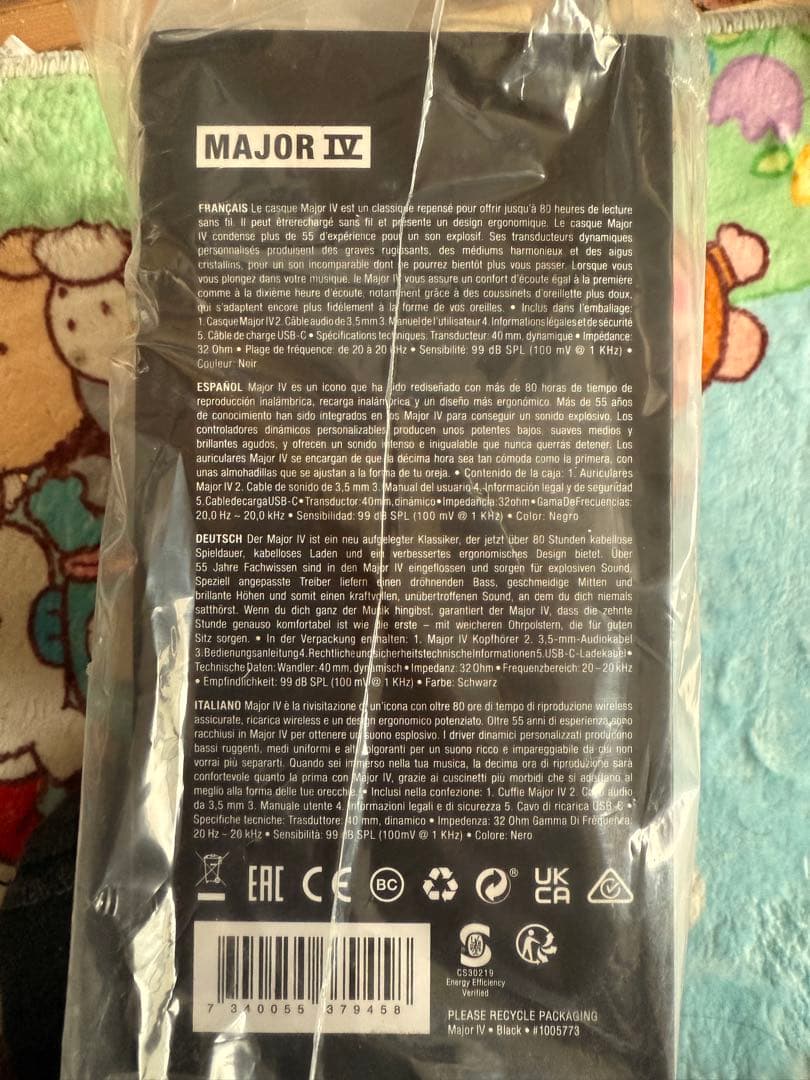 MAJOR IV
FRANÇAIS Le casque Major IV est un classique repensé pour offrir jusqu'à 80 heures de lecture
sans fil. Il peut êtrerechargé sans fil et présente un design ergonomique. Le casque Major
IV condense plus de 55 d'expérience pour un son explosif. Ses transducteurs dynamiques
personnalisés produisent des graves rugissants, des médiums harmonieux et des aigus
cristallins, pour un son incomparable dont le pourrez bientôt plus vous passer. Lorsque vous
vous plongez dans votre musique, le Major IV vous assure un confort d'écoute égal à la première
comme à la dixième heure d'écoute, notamment grâce à des coussinets d'oreillette plus doux,
qui s'adaptent encore plus fidèlement à la forme de vos oreilles. • Inclus dans l'emballage:
1. Casque Major IV 2. Câble audio de 3,5 mm 3. Manuel de l'utilisateur 4. Informations légales et de sécurité
5. Câble de charge USB-C • Spécifications techniques: Transducteur: 40 mm, dynamique • Impédance:
32 Ohm • Plage de fréquence: de 20 à 20 kHz • Sensibilité: 99 dB SPL (100 mV @ 1 KHz) •
Couleur: Noir
ESPAÑOL Major IV es un icono que ha sido rediseñado con más de 80 horas de tiempo de
reproducción inalámbrica, recarga inalámbrica y un diseño más ergonómico. Más de 55 años
de conocimiento han sido integrados en los Major IV para conseguir un sonido explosivo. Los
controladores dinámicos personalizables producen unos potentes bajos, suaves medios y
brillantes agudos, y ofrecen un sonido intenso e inigualable que nunca querrás detener. Los
auriculares Major IV se encargan de que la décima hora sea tan cómoda como la primera, con
unas almohadillas que se ajustan a la forma de tu oreja. • Contenido de la caja: 1. Auriculares
Major IV 2. Cable de sonido de 3,5 mm 3. Manual del usuario 4. Información legal y de seguridad
5. Cable de carga USB-C • Transductor: 40 mm, dinámico • Impedancia: 32 ohm • Gama De Frecuencias:
20,0 Hz ~ 20,0 kHz • Sensibilidad: 99 dB SPL (100 mV @ 1 KHz) • Color: Negro
DEUTSCH Der Major IV ist ein neu aufgelegter Klassiker, der jetzt über 80 Stunden kabellose
Spieldauer, kabelloses Laden und ein verbessertes ergonomisches Design bietet. Über
55 Jahre Fachwissen sind in den Major IV eingeflossen und sorgen für explosiven Sound.
Speziell angepasste Treiber liefern einen dröhnenden Bass, geschmeidige Mitten und
brillante Höhen und somit einen kraftvollen, unübertroffenen Sound, an cem du dich niemals
satthörst. Wenn du dich ganz der Musik hingibst, garantiert der Major IV, dass die zehnte
Stunde genauso komfortabel ist wie die erste – mit weicheren Ohrpolstern, die für guten
Sitz sorgen. • In der Verpackung enthalten: 1. Major IV Kopfhörer 2. 3,5-mm-Audiokabel
3. Bedienungsanleitung 4. Rechtliche und sicherheitstechnische Informationen 5. USB-C-Ladekabel •
Technische Daten: Wandler: 40 mm, dynamisch • Impedanz: 32 Ohm • Frequenzbereich: 20 – 20 kHz
• Empfindlichkeit: 99 dB SPL (100 mV @ 1 KHz) • Farbe: Schwarz
ITALIANO Major IV è la rivisitazione di un'icona con oltre 80 ore di tempo di riproduzione wireless
assicurate, ricarica wireless e un design ergonomico potenziato. Oltre 55 anni di esperienza sono
racchiusi in Major IV per ottenere un suono esplosivo. I driver dinamici personalizzati producono
bassi ruggenti, medi uniformi e alti folgoranti per un suono ricco e impareggiabile da cui non
vorrai più separarti. Quando sei immerso nella tua musica, la decima ora di riproduzione sarà
confortevole quanto la prima con Major IV, grazie ai cuscinetti più morbidi che si adattano al
meglio alla forma delle tue orecchie. • Inclusi nella confezione: 1. Cuffie Major IV 2. Cavo audio
da 3,5 mm 3. Manuale utente 4. Informazioni legali e di sicurezza 5. Cavo di ricarica USB-C •
Specifiche tecniche: Trasduttore: 40 mm, dinamico • Impedenza: 32 Ohm Gamma Di Frequenza:
20 Hz ~ 20kHz • Sensibilità: 99 dB SPL (100mV @ 1 KHz) • Colore: Nero
EAC CE BC ® UK
CA
7 340055 379458
CS30219
Energy Efficiency
Verified
PLEASE RECYCLE PACKAGING
Major IV • Black • #1005773